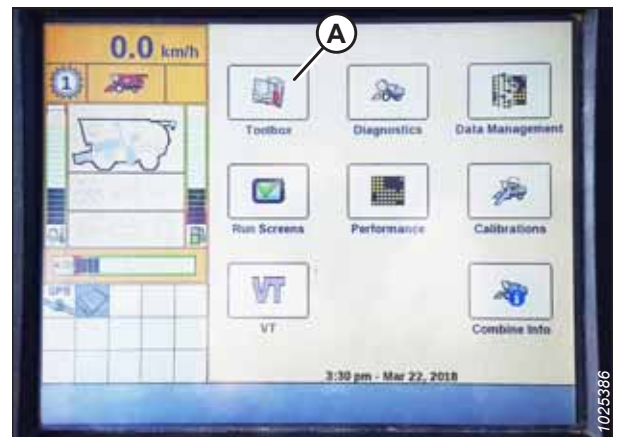 0.0 km/h
A
1
Toolbox
Diagnostics
Data Management
Run Screens
Performance
Calibrations
GPS
VT
VT
Combine Info
3:30 pm - Mar 22, 2018
1025386